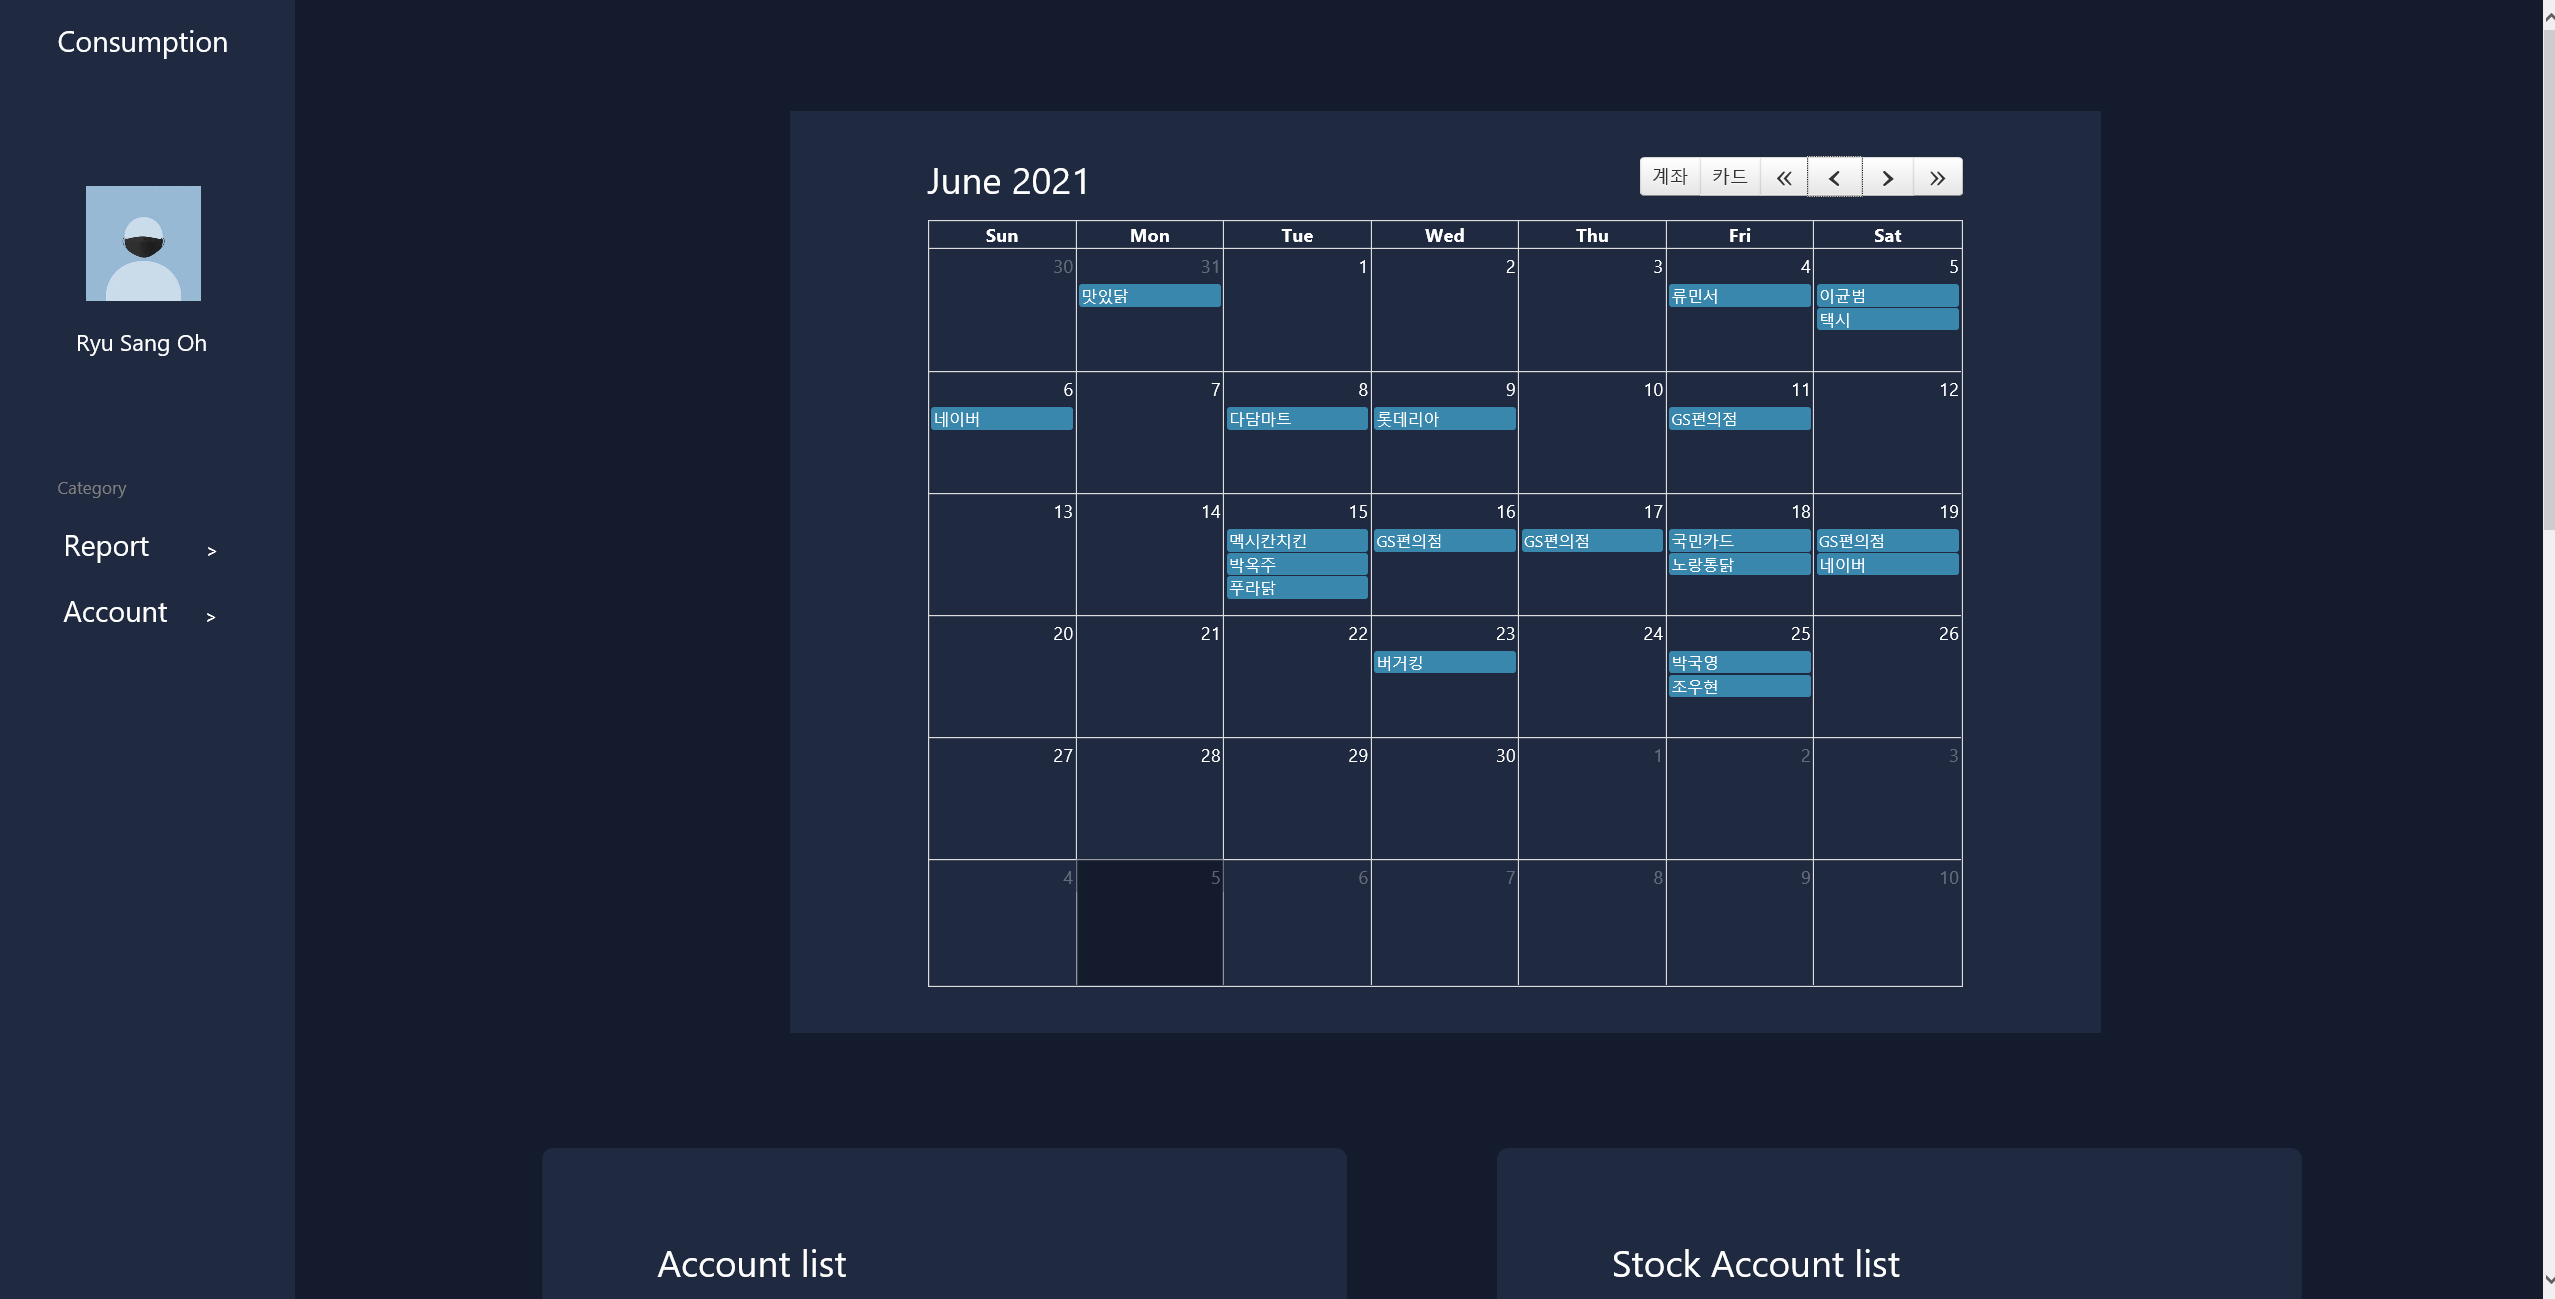 Consumption
Ryu Sang Oh
Category
Report >
Account >
June 2021
계좌 카드 « < > »
Sun Mon Tue Wed Thu Fri Sat
30 31 1 2 3 4 5
맛있닭 류민서 이균범
택시
6 7 8 9 10 11 12
네이버 다담마트 롯데리아 GS편의점
13 14 15 16 17 18 19
멕시칸치킨 GS편의점 GS편의점 국민카드 GS편의점
박옥주 노랑통닭 네이버
푸라닭
20 21 22 23 24 25 26
버거킹 박국영
조우현
27 28 29 30 1 2 3
4 5 6 7 8 9 10
Account list
Stock Account list